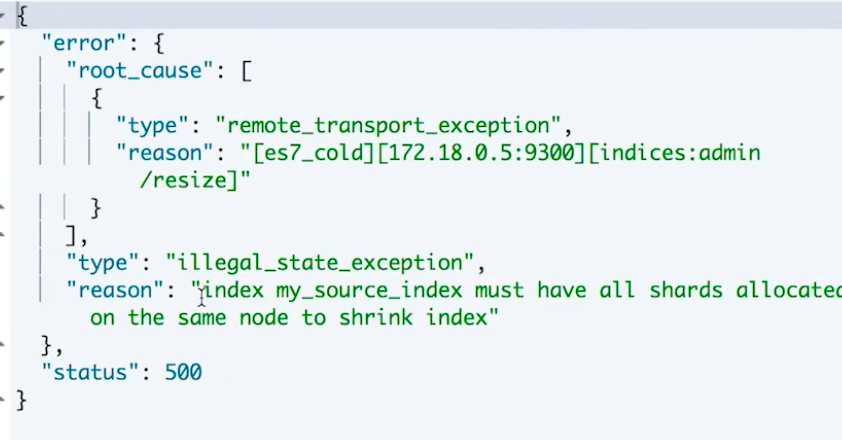 {
"error": {
"root_cause": [
{
"type": "remote_transport_exception",
"reason": "[es7_cold][172.18.0.5:9300][indices:admin
/resize]"
}
],
"type": "illegal_state_exception",
"reason": "index my_source_index must have all shards allocated
on the same node to shrink index"
},
"status": 500
}